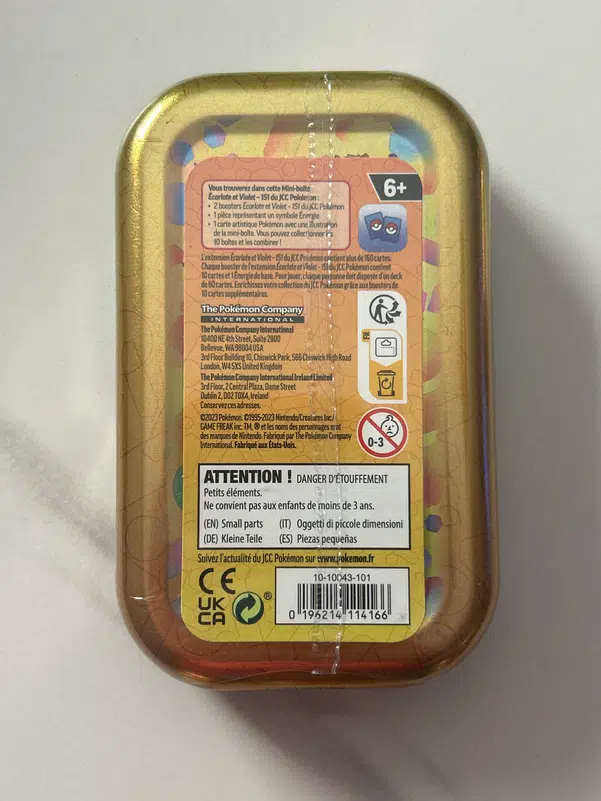 Vous trouverez dans cette Mini-boîte
Écarlate et Violet – 151 du JCC Pokémon :
• 2 boosters Écarlate et Violet – 151 du JCC Pokémon
• 1 pièce représentant un symbole Énergie
• 1 carte artistique Pokémon avec une illustration
de la mini-boîte. Vous pouvez collectionner les
10 boîtes et les combiner !
6+
L'extension Écarlate et Violet – 151 du JCC Pokémon contient plus de 160 cartes.
Chaque booster de l'extension Écarlate et Violet – 151 du JCC Pokémon contient
10 cartes et 1 Énergie de base. Pour jouer, chaque personne doit disposer d'un deck
de 60 cartes. Enrichissez votre collection du JCC Pokémon grâce aux boosters de
10 cartes supplémentaires.
The Pokémon Company
INTERNATIONAL
The Pokémon Company International
10400 NE 4th Street, Suite 2800
Bellevue, WA 98004 USA
3rd Floor Building 10, Chiswick Park, 566 Chiswick High Road
London, W4 5XS United Kingdom
The Pokémon Company International Ireland Limited
3rd Floor, 2 Central Plaza, Dame Street
Dublin 2, D02 T0X4, Ireland
Conservez ces adresses.
©2023 Pokémon. ©1995-2023 Nintendo/Creatures Inc./
GAME FREAK inc. TM, ® et les noms des personnages sont
des marques de Nintendo. Fabriqué par The Pokémon Company
International. Fabriqué aux États-Unis.
0-3
ATTENTION ! DANGER D'ÉTOUFFEMENT
Petits éléments.
Ne convient pas aux enfants de moins de 3 ans.
(EN) Small parts (IT) Oggetti di piccole dimensioni
(DE) Kleine Teile (ES) Piezas pequeñas
Suivez l'actualité du JCC Pokémon sur www.pokemon.fr
CE
UK
CA
®
10-10043-101
0 196214 114166